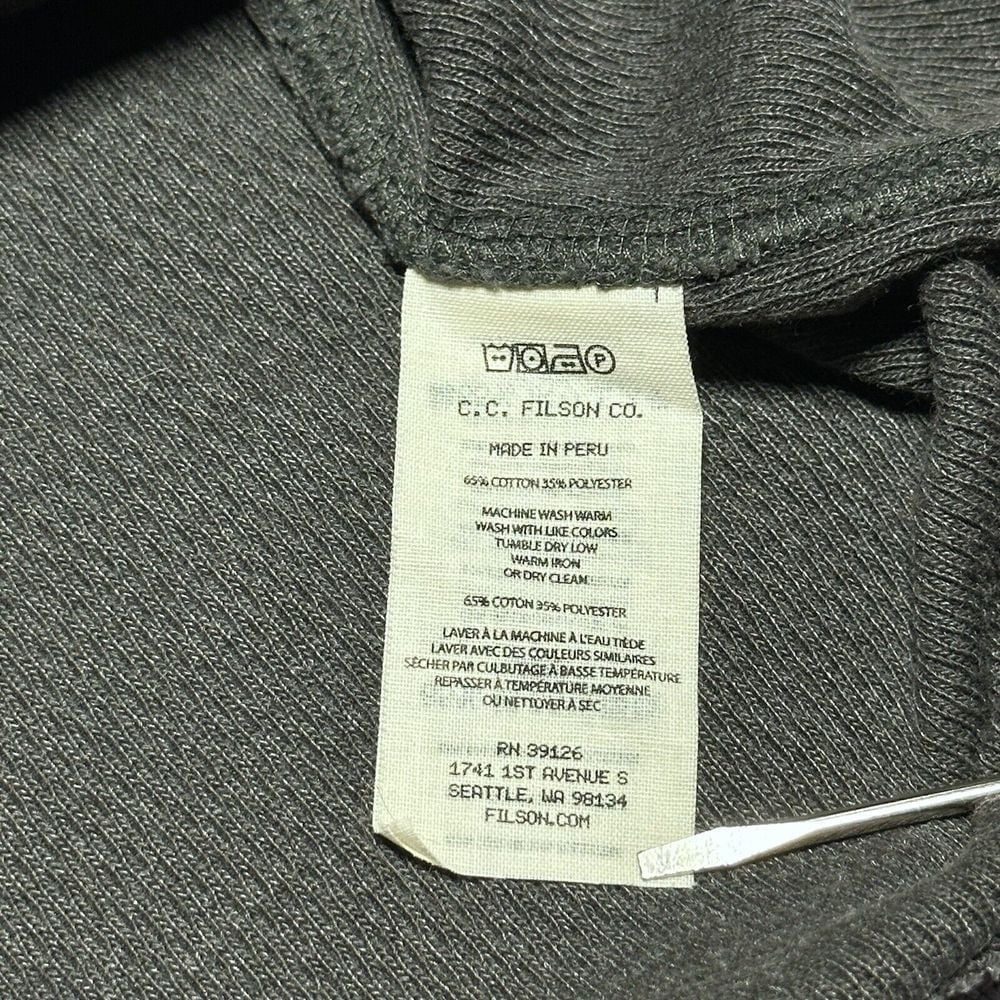 C.C. FILSON CO.
MADE IN PERU
65% COTTON 35% POLYESTER
MACHINE WASH WARM
WASH WITH LIKE COLORS
TUMBLE DRY LOW
WARM IRON
OR DRY CLEAN
65% COTON 35% POLYESTER
LAVER À LA MACHINE À L'EAU TIÈDE
LAVER AVEC DES COULEURS SIMILAIRES
SÉCHER PAR CULBUTAGE À BASSE TEMPÉRATURE
REPASSER À TEMPÉRATURE MOYENNE
OU NETTOYER À SEC
RN 39126
1741 1ST AVENUE S
SEATTLE, WA 98134
FILSON.COM